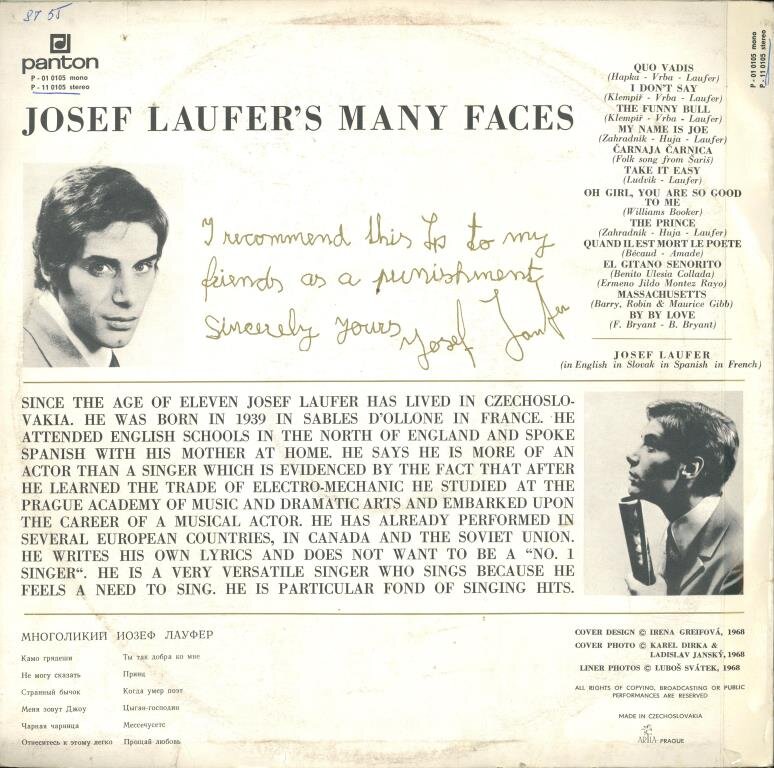 ST 55
panton
P - 01 0105 mono
P - 11 0105 stereo
JOSEF LAUFER'S MANY FACES
I recommend this Lp to my
friends as a punishment
Sincerely yours Josef Laufer
QUO VADIS
(Hapka - Vrba - Laufer)
I DON'T SAY
(Klempíř - Vrba - Laufer)
THE FUNNY BULL
(Klempíř - Vrba - Laufer)
MY NAME IS JOE
(Zahradník - Huja - Laufer)
ČARNAJA ČARNICA
(Folk song from Šariš)
TAKE IT EASY
(Ludvík - Laufer)
OH GIRL, YOU ARE SO GOOD
TO ME
(Williams Booker)
THE PRINCE
(Zahradník - Huja - Laufer)
QUAND IL EST MORT LE POETE
(Bécaud - Amade)
EL GITANO SENORITO
(Benito Ulesia Collada)
(Ermeno Jildo Montez Rayo)
MASSACHUSETTS
(Barry, Robin & Maurice Gibb)
BY BY LOVE
(F. Bryant - B. Bryant)
JOSEF LAUFER
(in English in Slovak in Spanish in French)
P - 01 0105 mono
P - 11 0105 stereo
SINCE THE AGE OF ELEVEN JOSEF LAUFER HAS LIVED IN CZECHOSLO-
VAKIA. HE WAS BORN IN 1939 IN SABLES D'OLLONE IN FRANCE. HE
ATTENDED ENGLISH SCHOOLS IN THE NORTH OF ENGLAND AND SPOKE
SPANISH WITH HIS MOTHER AT HOME. HE SAYS HE IS MORE OF AN
ACTOR THAN A SINGER WHICH IS EVIDENCED BY THE FACT THAT AFTER
HE LEARNED THE TRADE OF ELECTRO-MECHANIC HE STUDIED AT THE
PRAGUE ACADEMY OF MUSIC AND DRAMATIC ARTS AND EMBARKED UPON
THE CAREER OF A MUSICAL ACTOR. HE HAS ALREADY PERFORMED IN
SEVERAL EUROPEAN COUNTRIES, IN CANADA AND THE SOVIET UNION.
HE WRITES HIS OWN LYRICS AND DOES NOT WANT TO BE A “NO. 1
SINGER“. HE IS A VERY VERSATILE SINGER WHO SINGS BECAUSE HE
FEELS A NEED TO SING. HE IS PARTICULAR FOND OF SINGING HITS.
МНОГОЛИКИЙ ИОЗЕФ ЛАУФЕР
Камо грядеши
Не могу сказать
Странный бычок
Меня зовут Джоу
Чарная чарница
Отнеситесь к этому легко
Ты так добра ко мне
Принц
Когда умер поэт
Цыган-господин
Мессечусетс
Прощай любовь
COVER DESIGN © IRENA GREIFOVÁ, 1968
COVER PHOTO © KAREL DIRKA &
LADISLAV JANSKÝ, 1968
LINER PHOTOS © LUBOŠ SVÁTEK, 1968
ALL RIGHTS OF COPYING, BROADCASTING OR PUBLIC
PERFORMANCES ARE RESERVED
MADE IN CZECHOSLOVAKIA
ARTIA PRAGUE